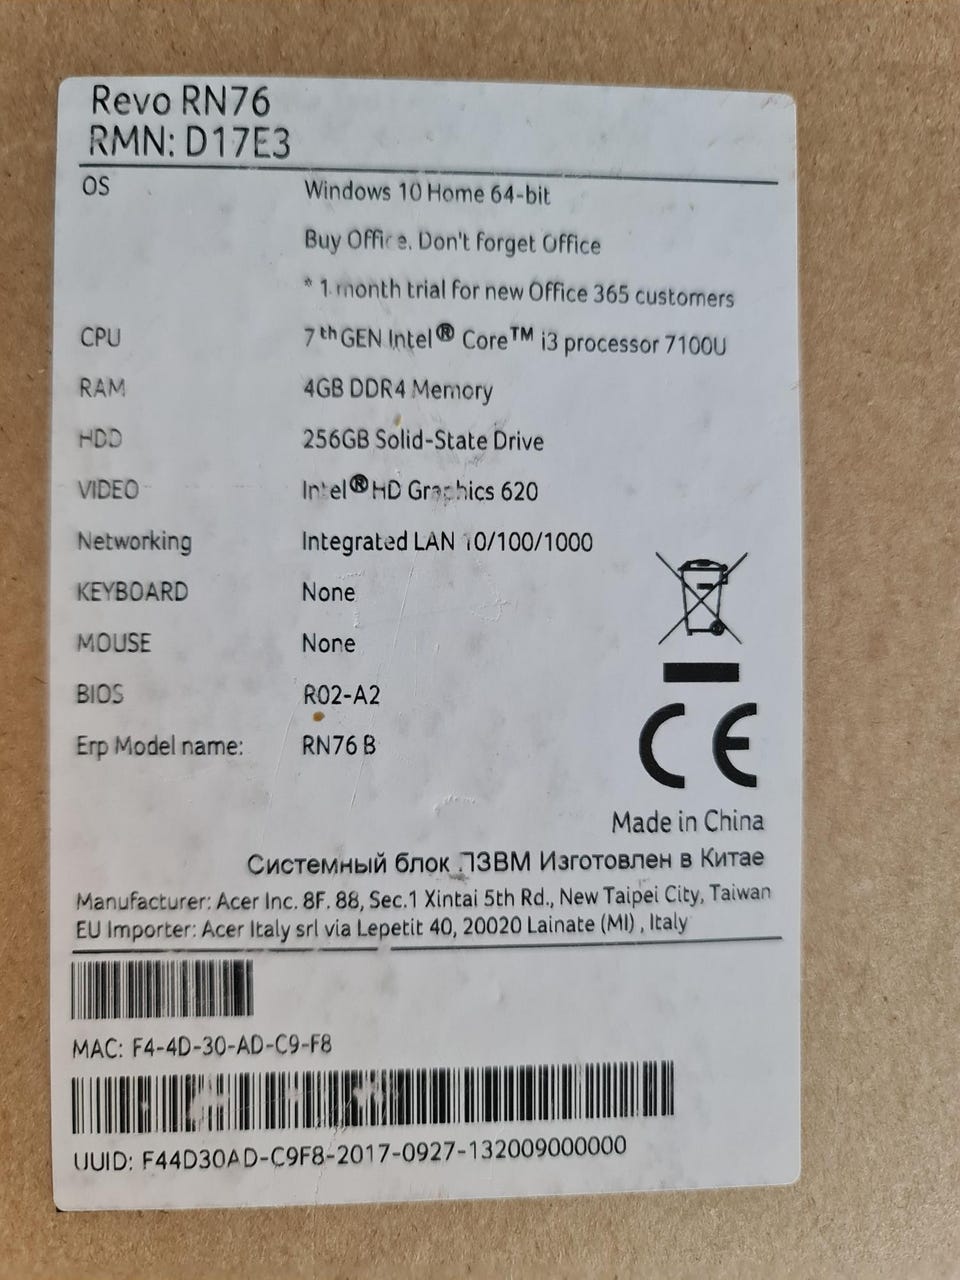 Revo RN76
RMN: D17E3
OS Windows 10 Home 64-bit
Buy Office. Don't forget Office
* 1 month trial for new Office 365 customers
CPU 7thGEN Intel® Core™ i3 processor 7100U
RAM 4GB DDR4 Memory
HDD 256GB Solid-State Drive
VIDEO Intel® HD Graphics 620
Networking Integrated LAN 10/100/1000
KEYBOARD None
MOUSE None
BIOS R02-A2
Erp Model name: RN76 B
CE
Made in China
Системный блок ПЭВМ Изготовлен в Китае
Manufacturer: Acer Inc. 8F. 88, Sec.1 Xintai 5th Rd., New Taipei City, Taiwan
EU Importer: Acer Italy srl via Lepetit 40, 20020 Lainate (MI) , Italy
MAC: F4-4D-30-AD-C9-F8
UUID: F44D30AD-C9F8-2017-0927-132009000000